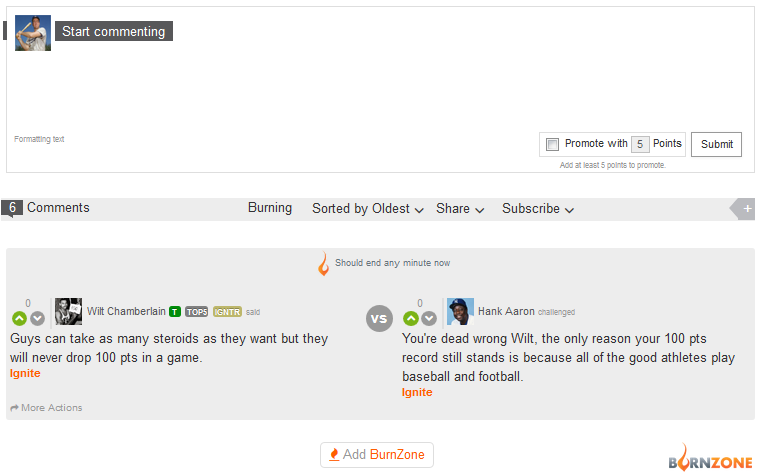 Start commenting
Formatting text
Promote with 5 Points
Submit
Add at least 5 points to promote.
6 Comments
Burning
Sorted by Oldest
Share
Subscribe
+
Should end any minute now
0
Wilt Chamberlain T TOP5 IGNTR said
Guys can take as many steroids as they want but they
will never drop 100 pts in a game.
Ignite
More Actions
vs
0
Hank Aaron challenged
You're dead wrong Wilt, the only reason your 100 pts
record still stands is because all of the good athletes play
baseball and football.
Ignite
Add BurnZone
BURNZONE